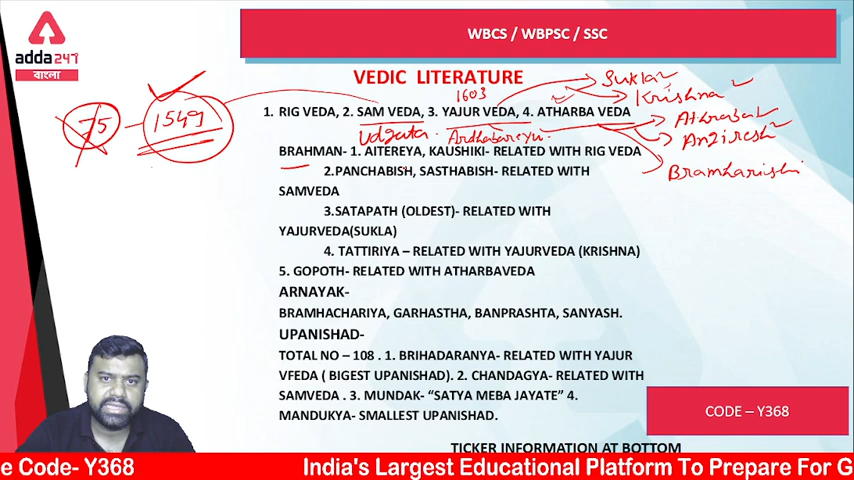 WBCS / WBPSC / SSC
adda247
বাংলা
VEDIC LITERATURE
1603
Sukla
Krishna
75
1549
1. RIG VEDA, 2. SAM VEDA, 3. YAJUR VEDA, 4. ATHARBA VEDA
Udgata
Bramharishi
BRAHMAN- 1. AITEREYA, KAUSHIKI- RELATED WITH RIG VEDA
2.PANCHABISH, SASTHABISH- RELATED WITH
SAMVEDA
3.SATAPATH (OLDEST)- RELATED WITH
YAJURVEDA(SUKLA)
4. TATTIRIYA – RELATED WITH YAJURVEDA (KRISHNA)
5. GOPOTH- RELATED WITH ATHARBAVEDA
ARNAYAK-
BRAMHACHARIYA, GARHASTHA, BANPRASHTA, SANYASH.
UPANISHAD-
TOTAL NO – 108 . 1. BRIHADARANYA- RELATED WITH YAJUR
VFEDA ( BIGEST UPANISHAD). 2. CHANDAGYA- RELATED WITH
SAMVEDA . 3. MUNDAK- “SATYA MEBA JAYATE” 4.
MANDUKYA- SMALLEST UPANISHAD.
CODE – Y368
TICKER INFORMATION AT BOTTOM
e Code- Y368 India's Largest Educational Platform To Prepare For G